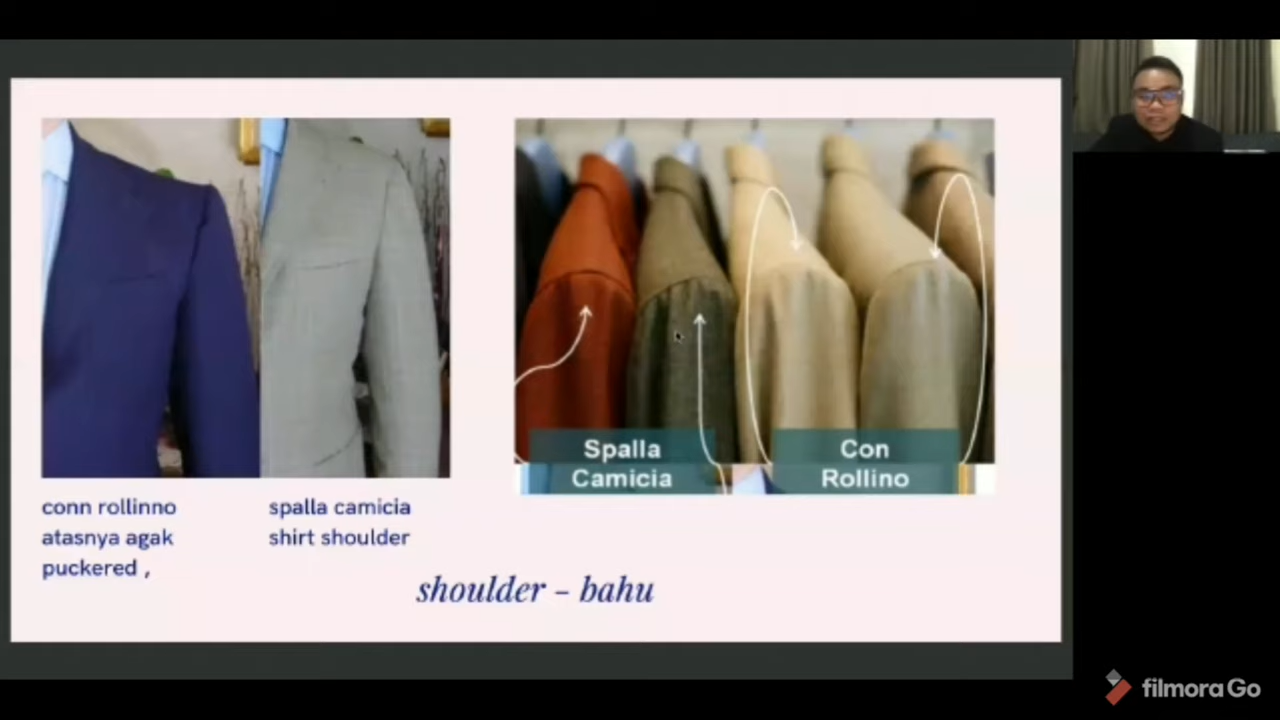 Spalla
Camicia
Con
Rollino
conn rollinno
atasnya agak
puckered ,
spalla camicia
shirt shoulder
shoulder – bahu
filmoraGo